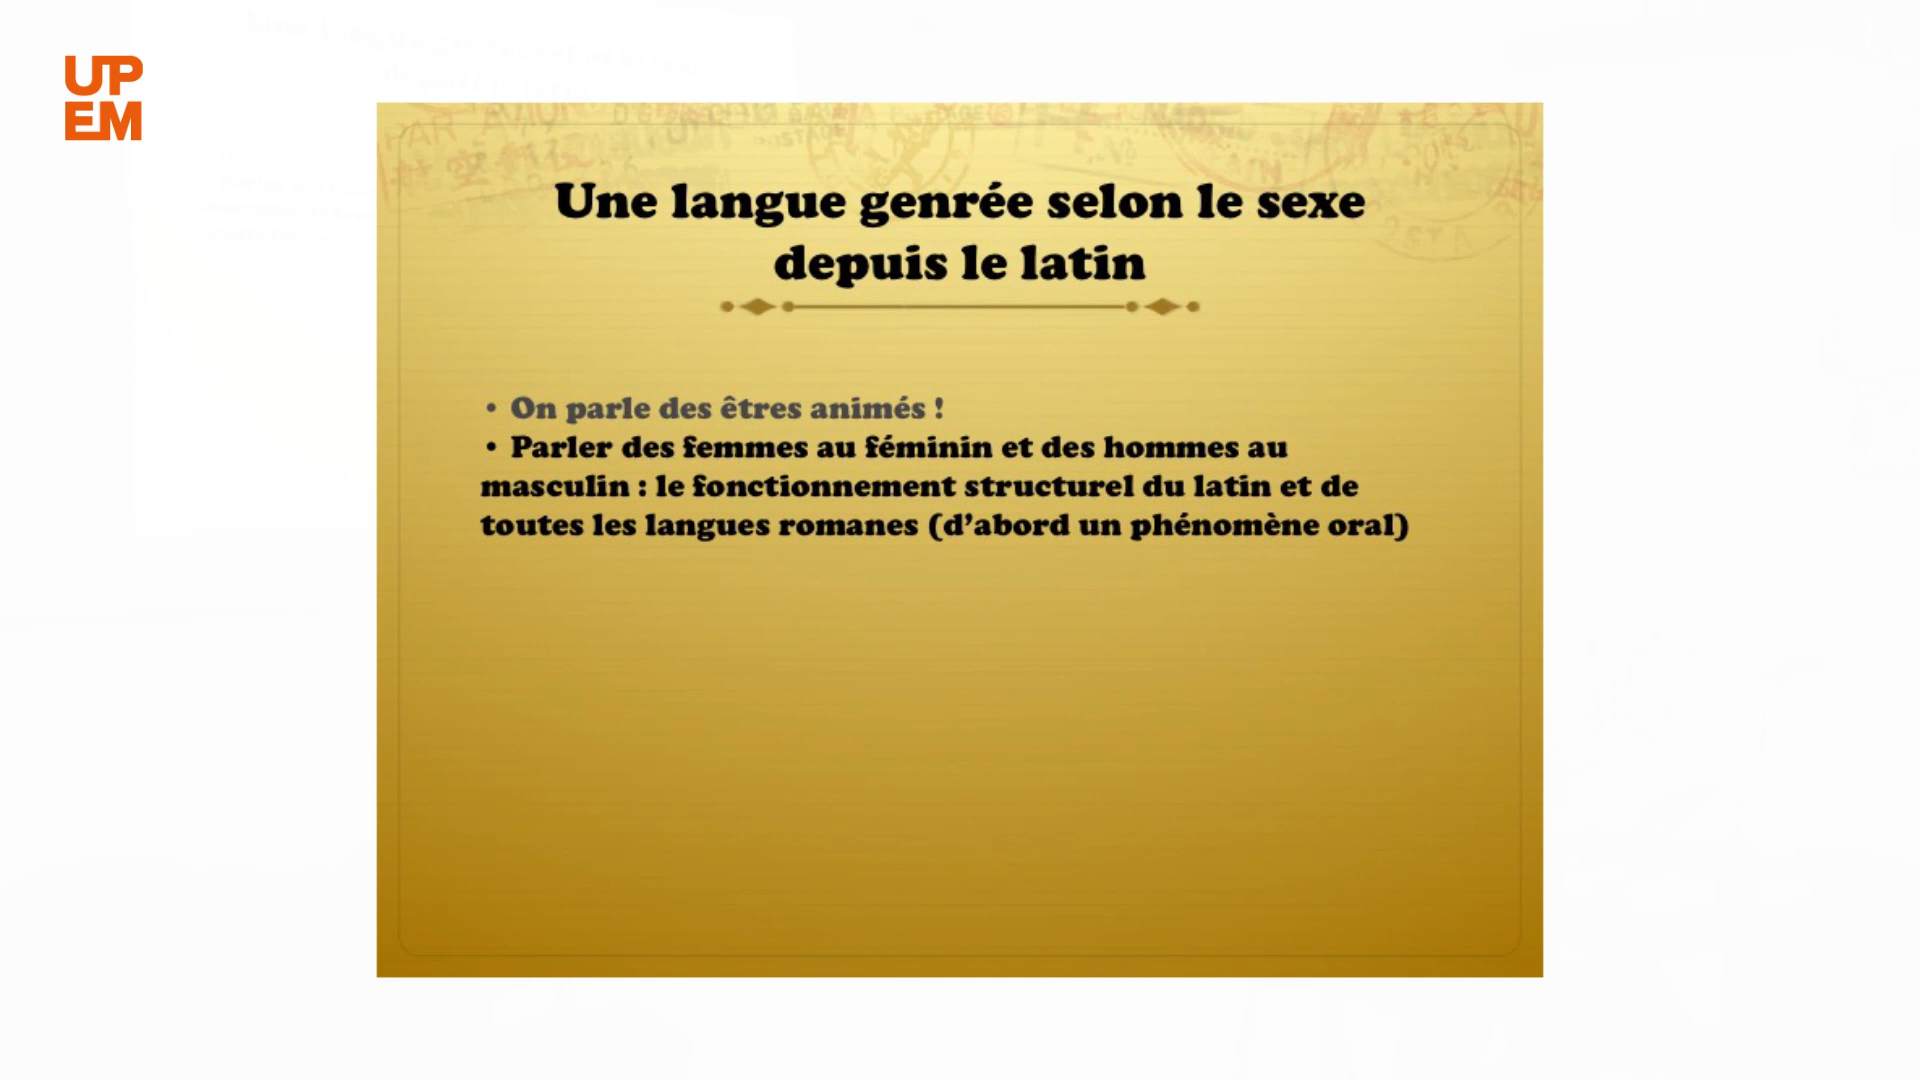 UP
EM
Une langue genrée selon le sexe
depuis le latin
• On parle des êtres animés !
• Parler des femmes au féminin et des hommes au
masculin : le fonctionnement structurel du latin et de
toutes les langues romanes (d'abord un phénomène oral)